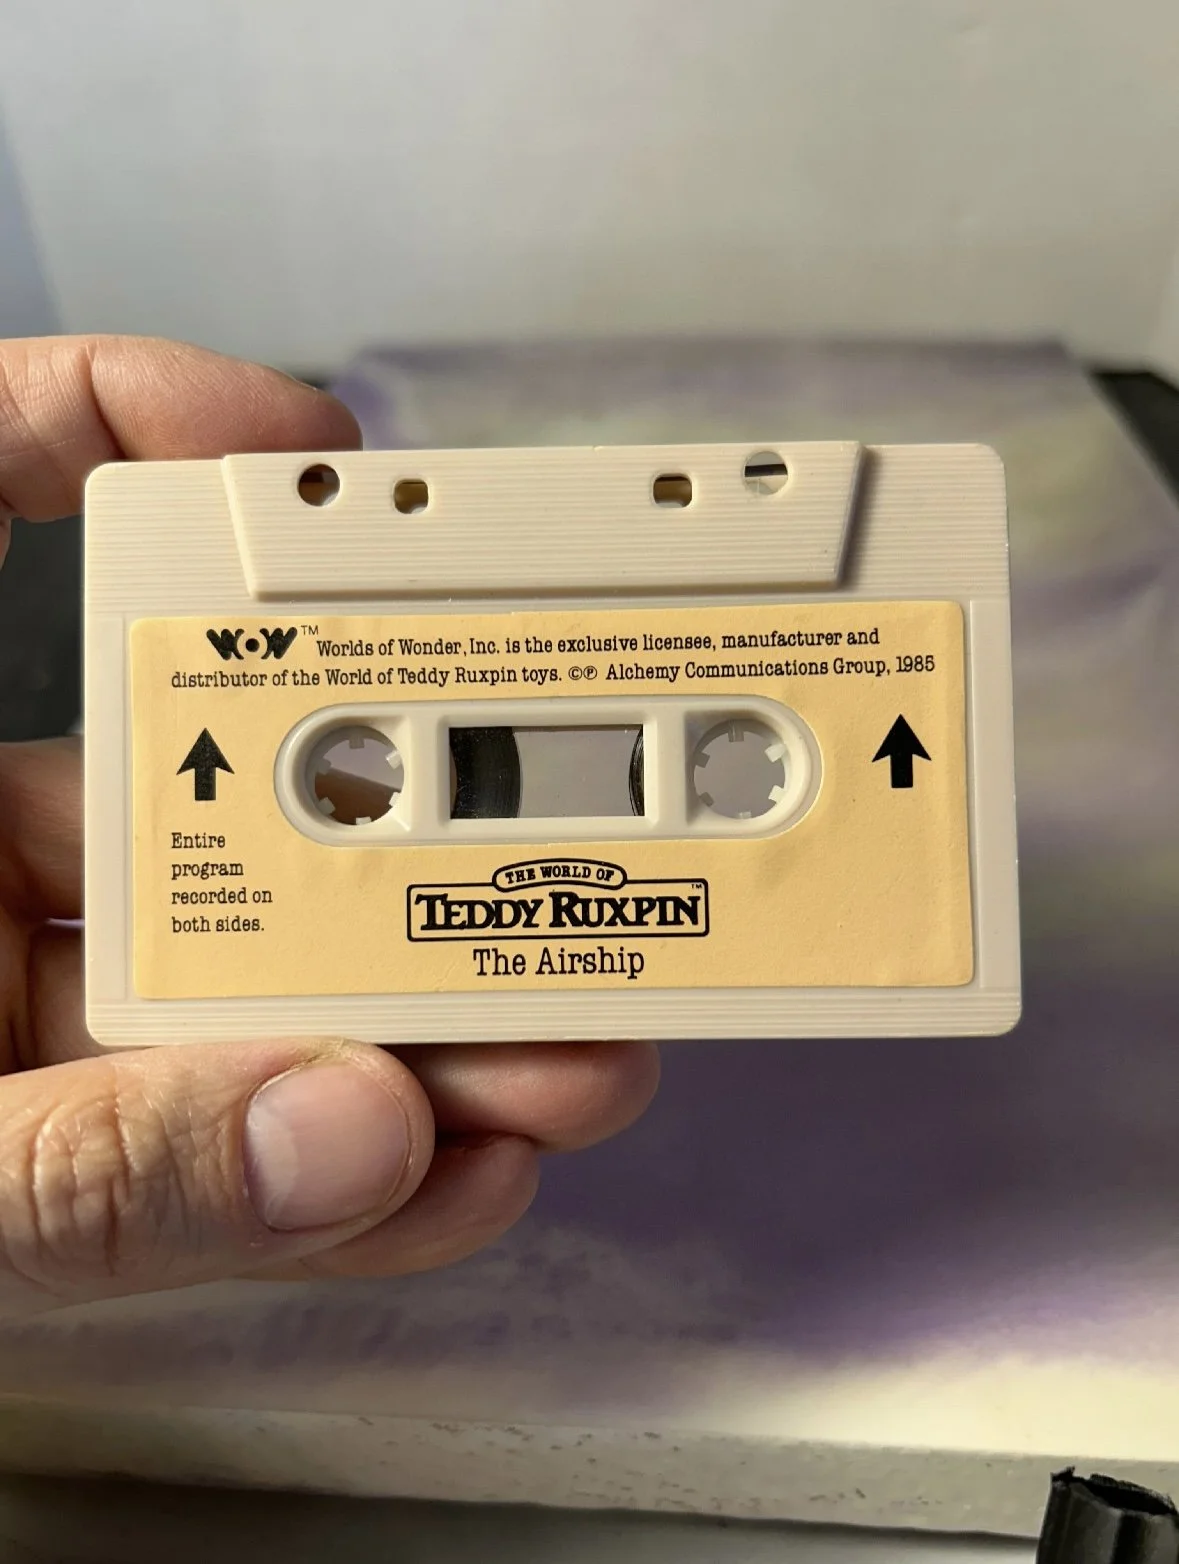 WOW™ Worlds of Wonder, Inc. is the exclusive licensee, manufacturer and
distributor of the World of Teddy Ruxpin toys. ©℗ Alchemy Communications Group, 1985
Entire
program
recorded on
both sides.
THE WORLD OF
TEDDY RUXPIN™
The Airship